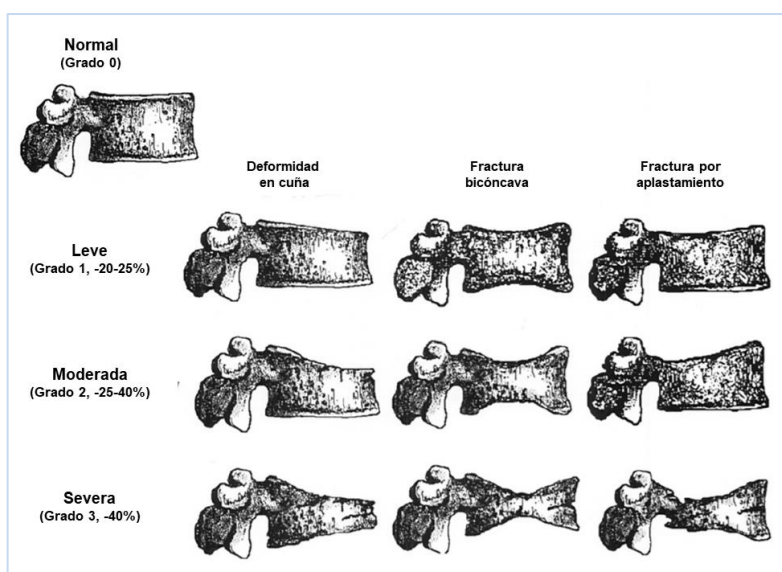 Normal
(Grado 0)
Deformidad
en cuña
Fractura
bicóncava
Fractura por
aplastamiento
Leve
(Grado 1, -20-25%)
Moderada
(Grado 2, -25-40%)
Severa
(Grado 3, -40%)